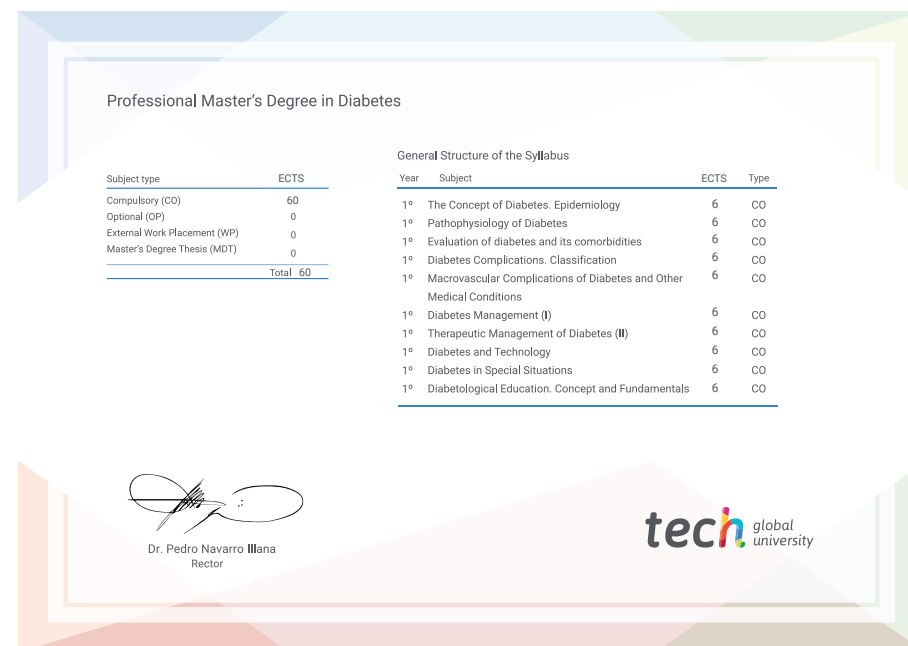 Professional Master's Degree in Diabetes
Subject type ECTS
Compulsory (CO) 60
Optional (OP) 0
External Work Placement (WP) 0
Master's Degree Thesis (MDT) 0
Total 60
General Structure of the Syllabus
Year Subject ECTS Type
1º The Concept of Diabetes. Epidemiology 6 CO
1º Pathophysiology of Diabetes 6 CO
1º Evaluation of diabetes and its comorbidities 6 CO
1º Diabetes Complications. Classification 6 CO
1º Macrovascular Complications of Diabetes and Other 6 CO
Medical Conditions
1º Diabetes Management (I) 6 CO
1º Therapeutic Management of Diabetes (II) 6 CO
1º Diabetes and Technology 6 CO
1º Diabetes in Special Situations 6 CO
1º Diabetological Education. Concept and Fundamentals 6 CO
Dr. Pedro Navarro Illana
Rector
tech global
university